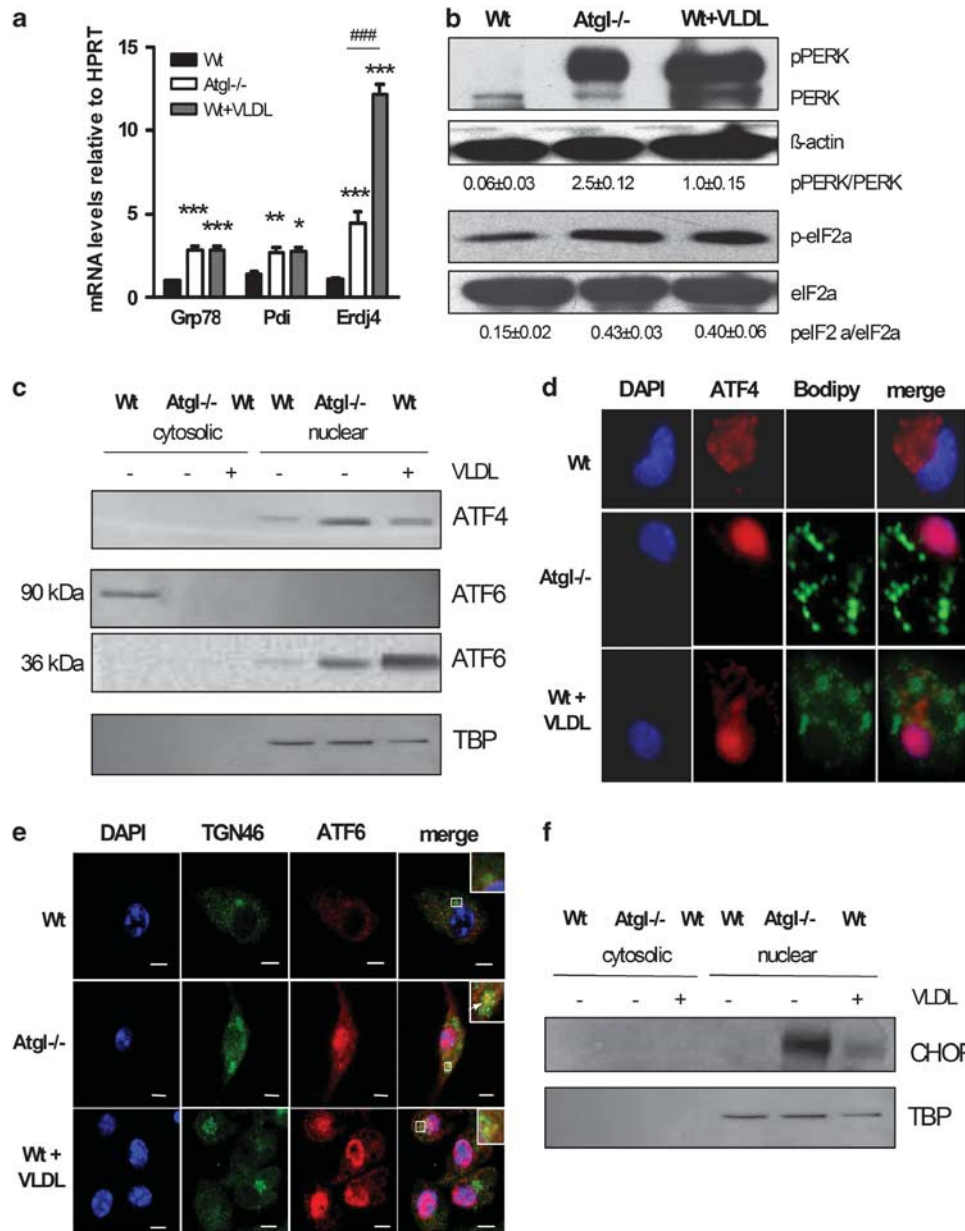 a
mRNA levels relative to HPRT
15
10
5
0
Wt
Atgl-/-
Wt+VLDL
###
***
***
***
**
*
***
Grp78 Pdi Erdj4
b
Wt Atgl-/- Wt+VLDL
pPERK
PERK
ß-actin
0.06±0.03 2.5±0.12 1.0±0.15 pPERK/PERK
p-eIF2a
eIF2a
0.15±0.02 0.43±0.03 0.40±0.06 peIF2 a/eIF2a
c
Wt Atgl-/- Wt Wt Atgl-/- Wt
cytosolic nuclear
- - + - - + VLDL
ATF4
90 kDa ATF6
36 kDa ATF6
TBP
d
DAPI ATF4 Bodipy merge
Wt
Atgl-/-
Wt +
VLDL
e
DAPI TGN46 ATF6 merge
Wt
Atgl-/-
Wt +
VLDL
f
Wt Atgl-/- Wt Wt Atgl-/- Wt
cytosolic nuclear
- - + - - + VLDL
CHOP
TBP